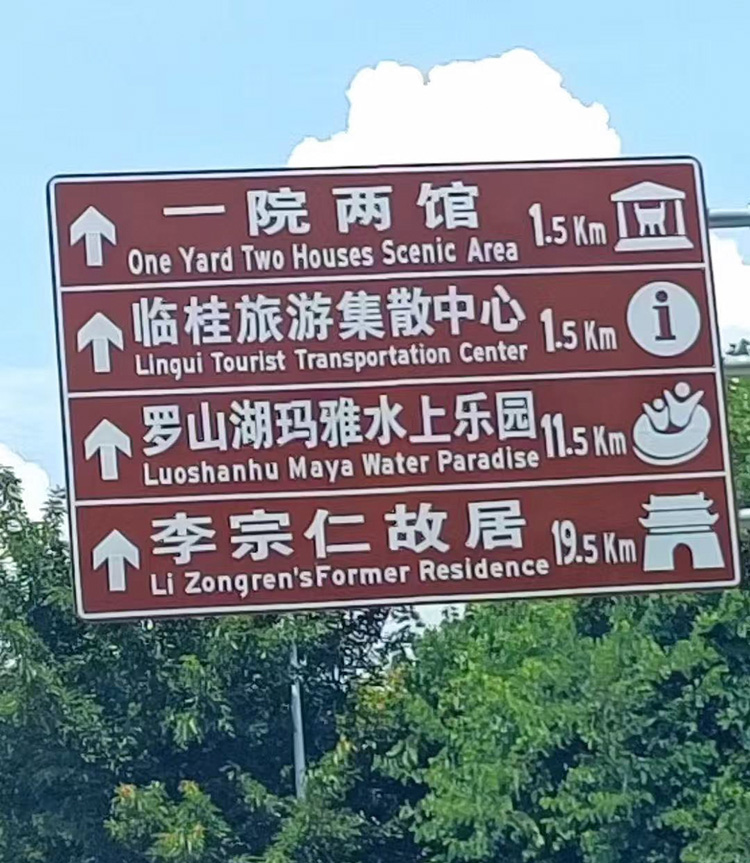 一院两馆 1.5 Km
One Yard Two Houses Scenic Area
临桂旅游集散中心 1.5 Km
Lingui Tourist Transportation Center
罗山湖玛雅水上乐园 11.5 Km
Luoshanhu Maya Water Paradise
李宗仁故居 19.5 Km
Li Zongren'sFormer Residence